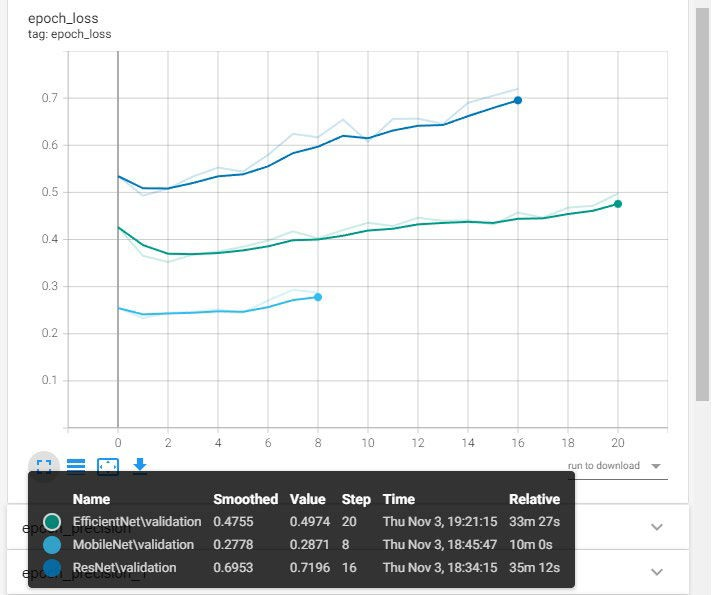 epoch_loss
tag: epoch_loss
0.7
0.6
0.5
0.4
0.3
0.2
0.1
0 2 4 6 8 10 12 14 16 18 20
run to download
Name Smoothed Value Step Time Relative
EfficientNet\validation 0.4755 0.4974 20 Thu Nov 3, 19:21:15 33m 27s
epoch_precision
MobileNet\validation 0.2778 0.2871 8 Thu Nov 3, 18:45:47 10m 0s
ResNet\validation 0.6953 0.7196 16 Thu Nov 3, 18:34:15 35m 12s
epoch_precision_1